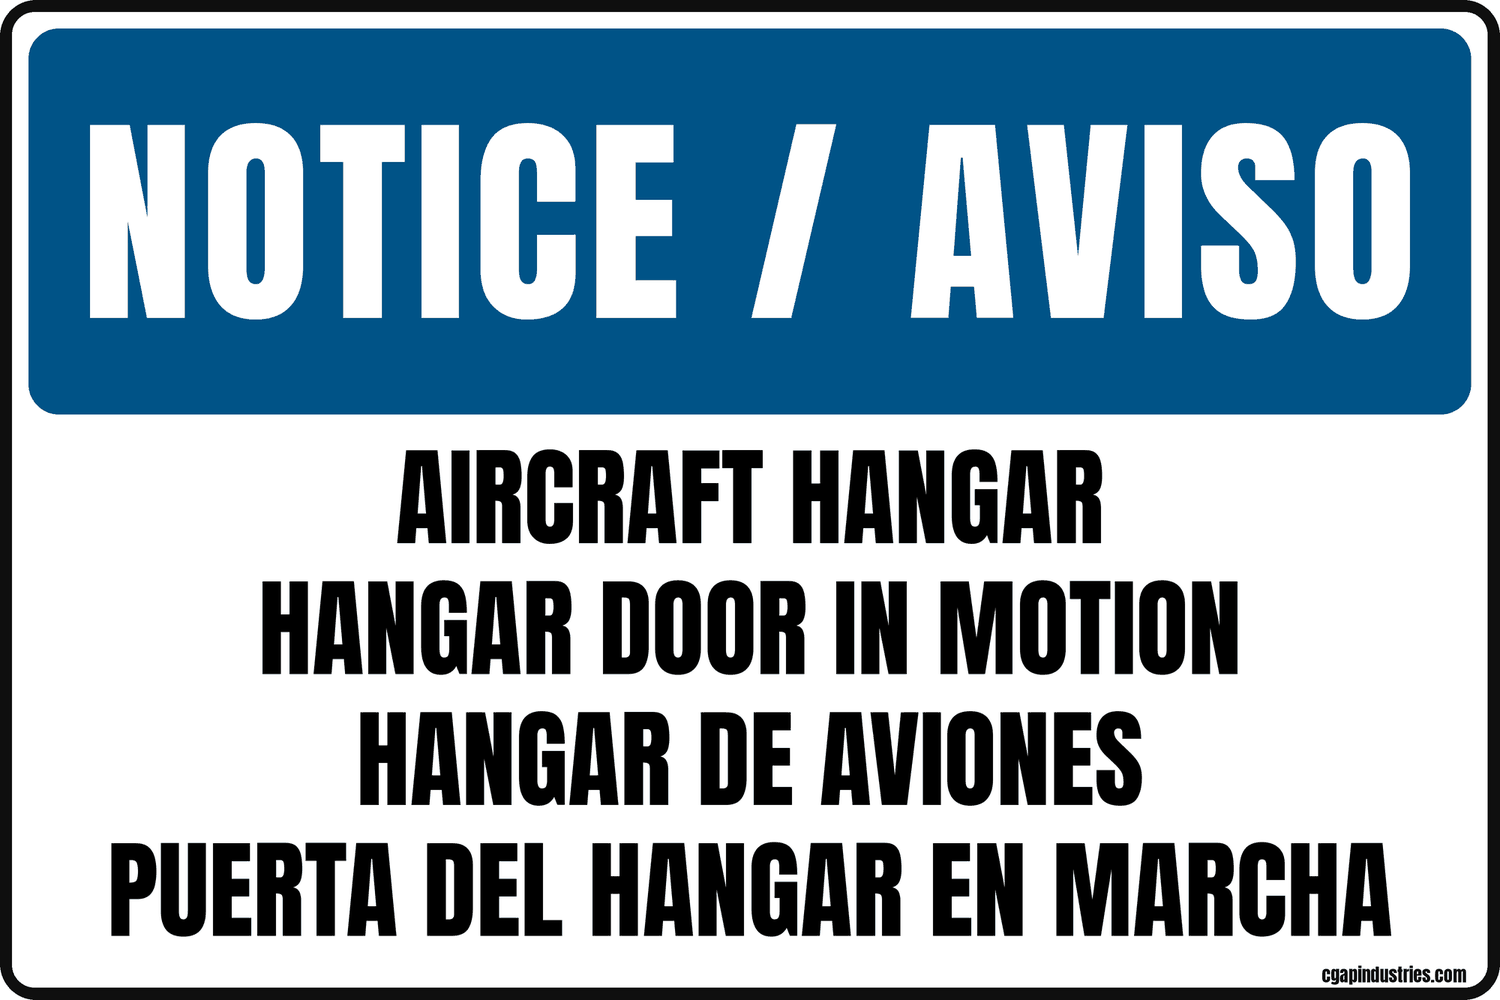 NOTICE / AVISO
AIRCRAFT HANGAR
HANGAR DOOR IN MOTION
HANGAR DE AVIONES
PUERTA DEL HANGAR EN MARCHA
cgapindustries.com